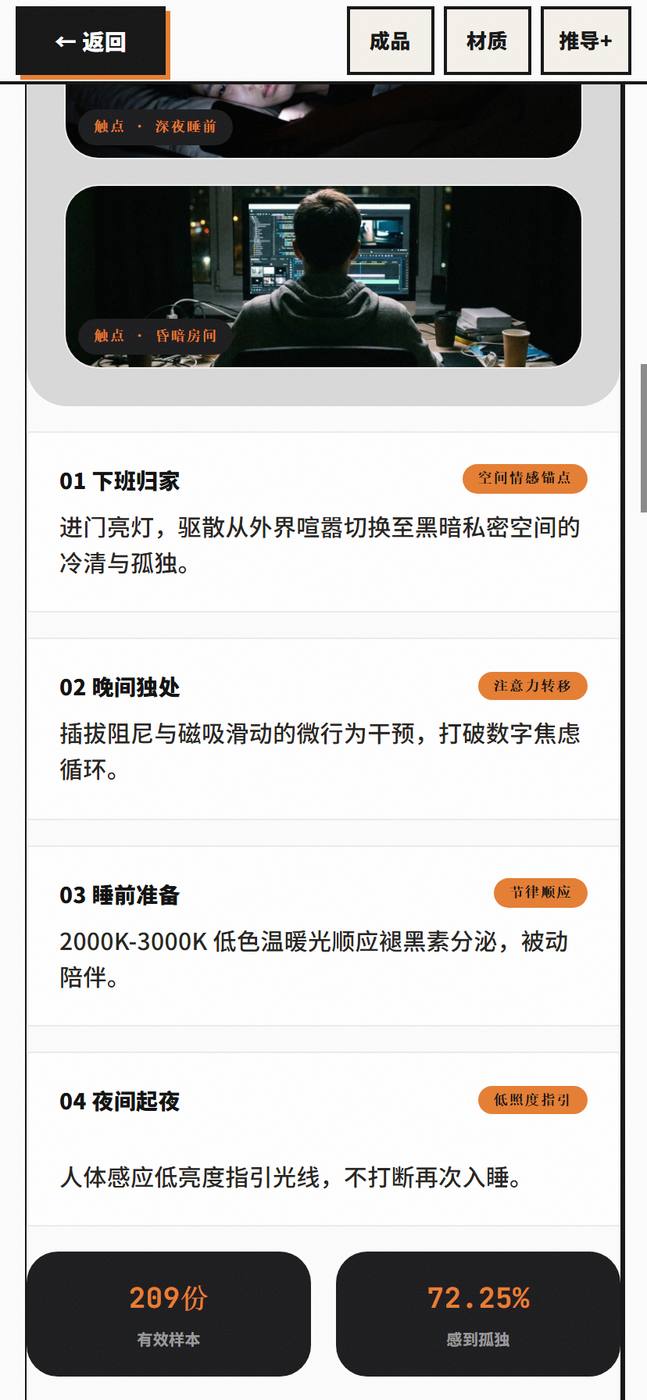 ← 返回
成品
材质
推导+
触点 · 深夜睡前
触点 · 昏暗房间
01 下班归家
空间情感锚点
进门亮灯，驱散从外界喧嚣切换至黑暗私密空间的
冷清与孤独。
02 晚间独处
注意力转移
插拔阻尼与磁吸滑动的微行为干预，打破数字焦虑
循环。
03 睡前准备
节律顺应
2000K-3000K 低色温暖光顺应褪黑素分泌，被动
陪伴。
04 夜间起夜
低照度指引
人体感应低亮度指引光线，不打断再次入睡。
209份
有效样本
72.25%
感到孤独